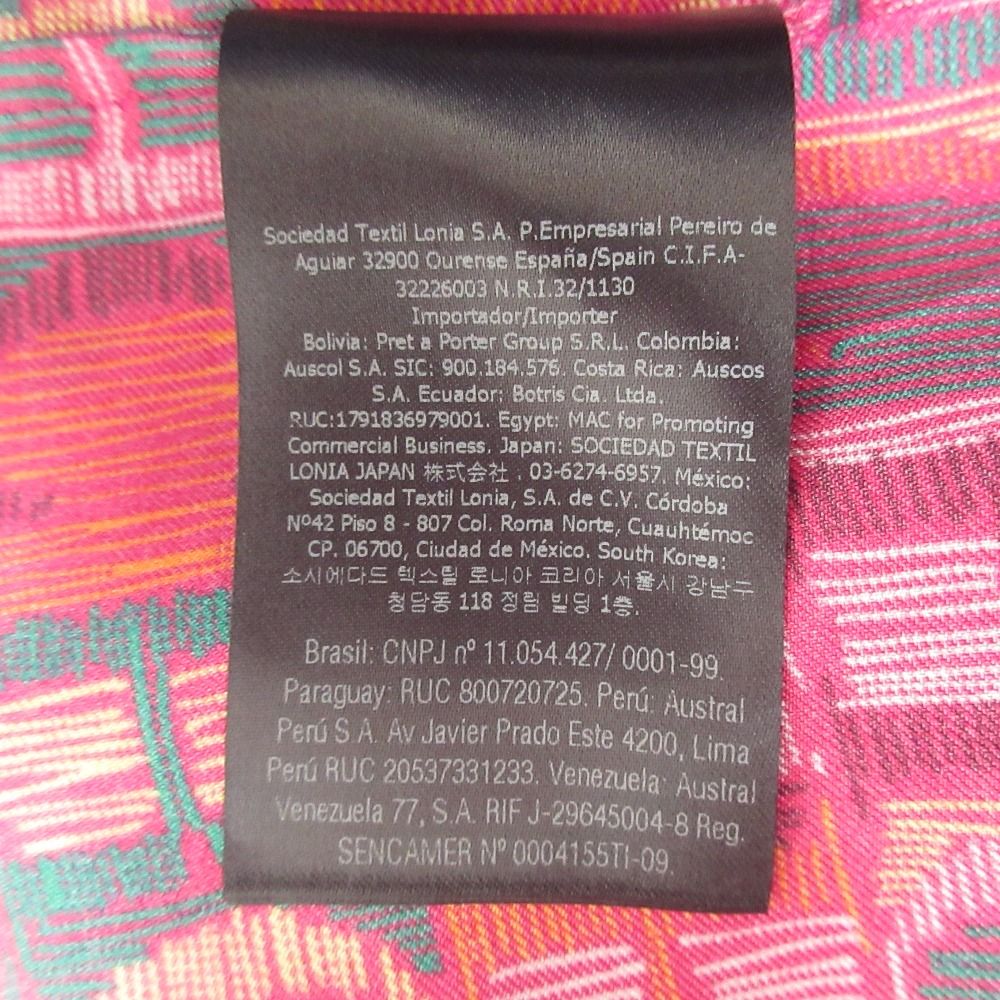 Sociedad Textil Lonia S.A. P.Empresarial Pereiro de
Aguiar 32900 Ourense España/Spain C.I.F.A-
32226003 N.R.I.32/1130
Importador/Importer
Bolivia: Pret a Porter Group S.R.L. Colombia:
Auscol S.A. SIC: 900.184.576. Costa Rica: Auscos
S.A. Ecuador: Botris Cia. Ltda.
RUC:1791836979001. Egypt: MAC for Promoting
Commercial Business. Japan: SOCIEDAD TEXTIL
LONIA JAPAN 株式会社 . 03-6274-6957. México:
Sociedad Textil Lonia, S.A. de C.V. Córdoba
Nº42 Piso 8 - 807 Col. Roma Norte, Cuauhtémoc
CP. 06700, Ciudad de México. South Korea:
소시에다드 텍스틸 로니아 코리아 서울시 강남구
청담동 118 정림 빌딩 1층.
Brasil: CNPJ nº 11.054.427/ 0001-99.
Paraguay: RUC 800720725. Perú: Austral
Perú S.A. Av Javier Prado Este 4200, Lima
Perú RUC 20537331233. Venezuela: Austral
Venezuela 77, S.A. RIF J-29645004-8 Reg.
SENCAMER Nº 0004155TI-09.